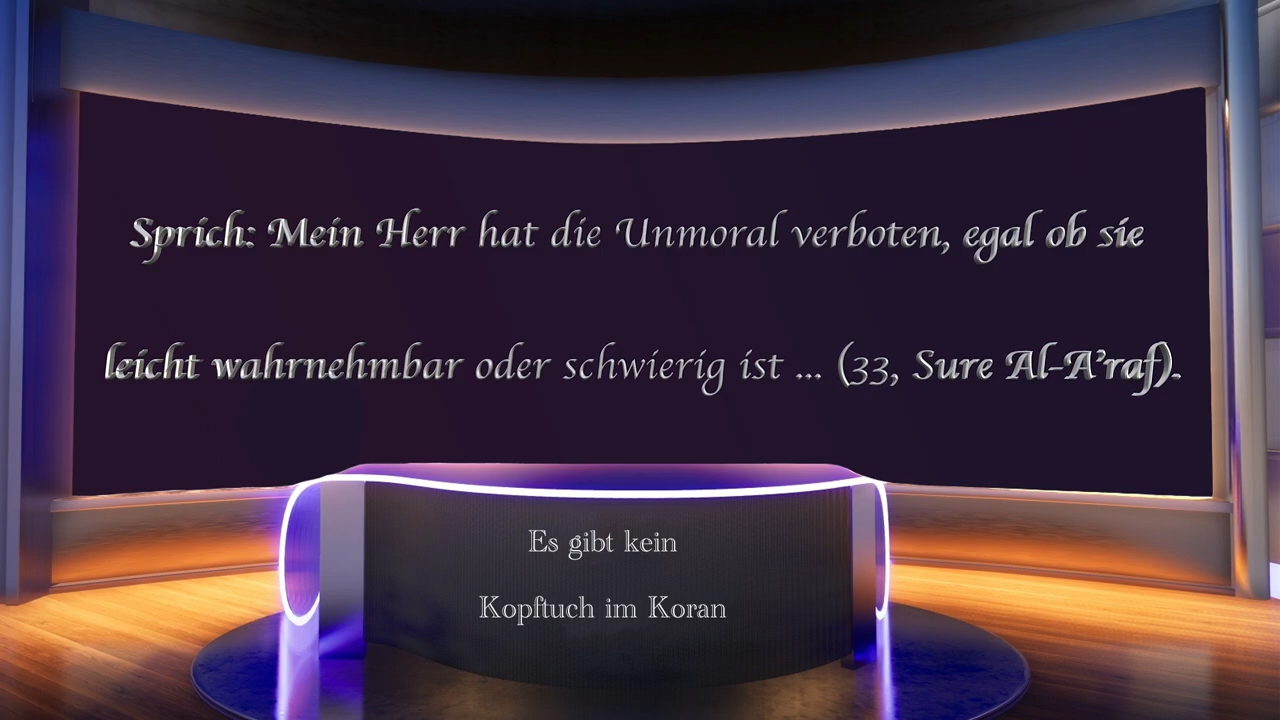 Sprich: Mein Herr hat die Unmoral verboten, egal ob sie
leicht wahrnehmbar oder schwierig ist ... (33, Sure Al-A'raf).
Es gibt kein
Kopftuch im Koran